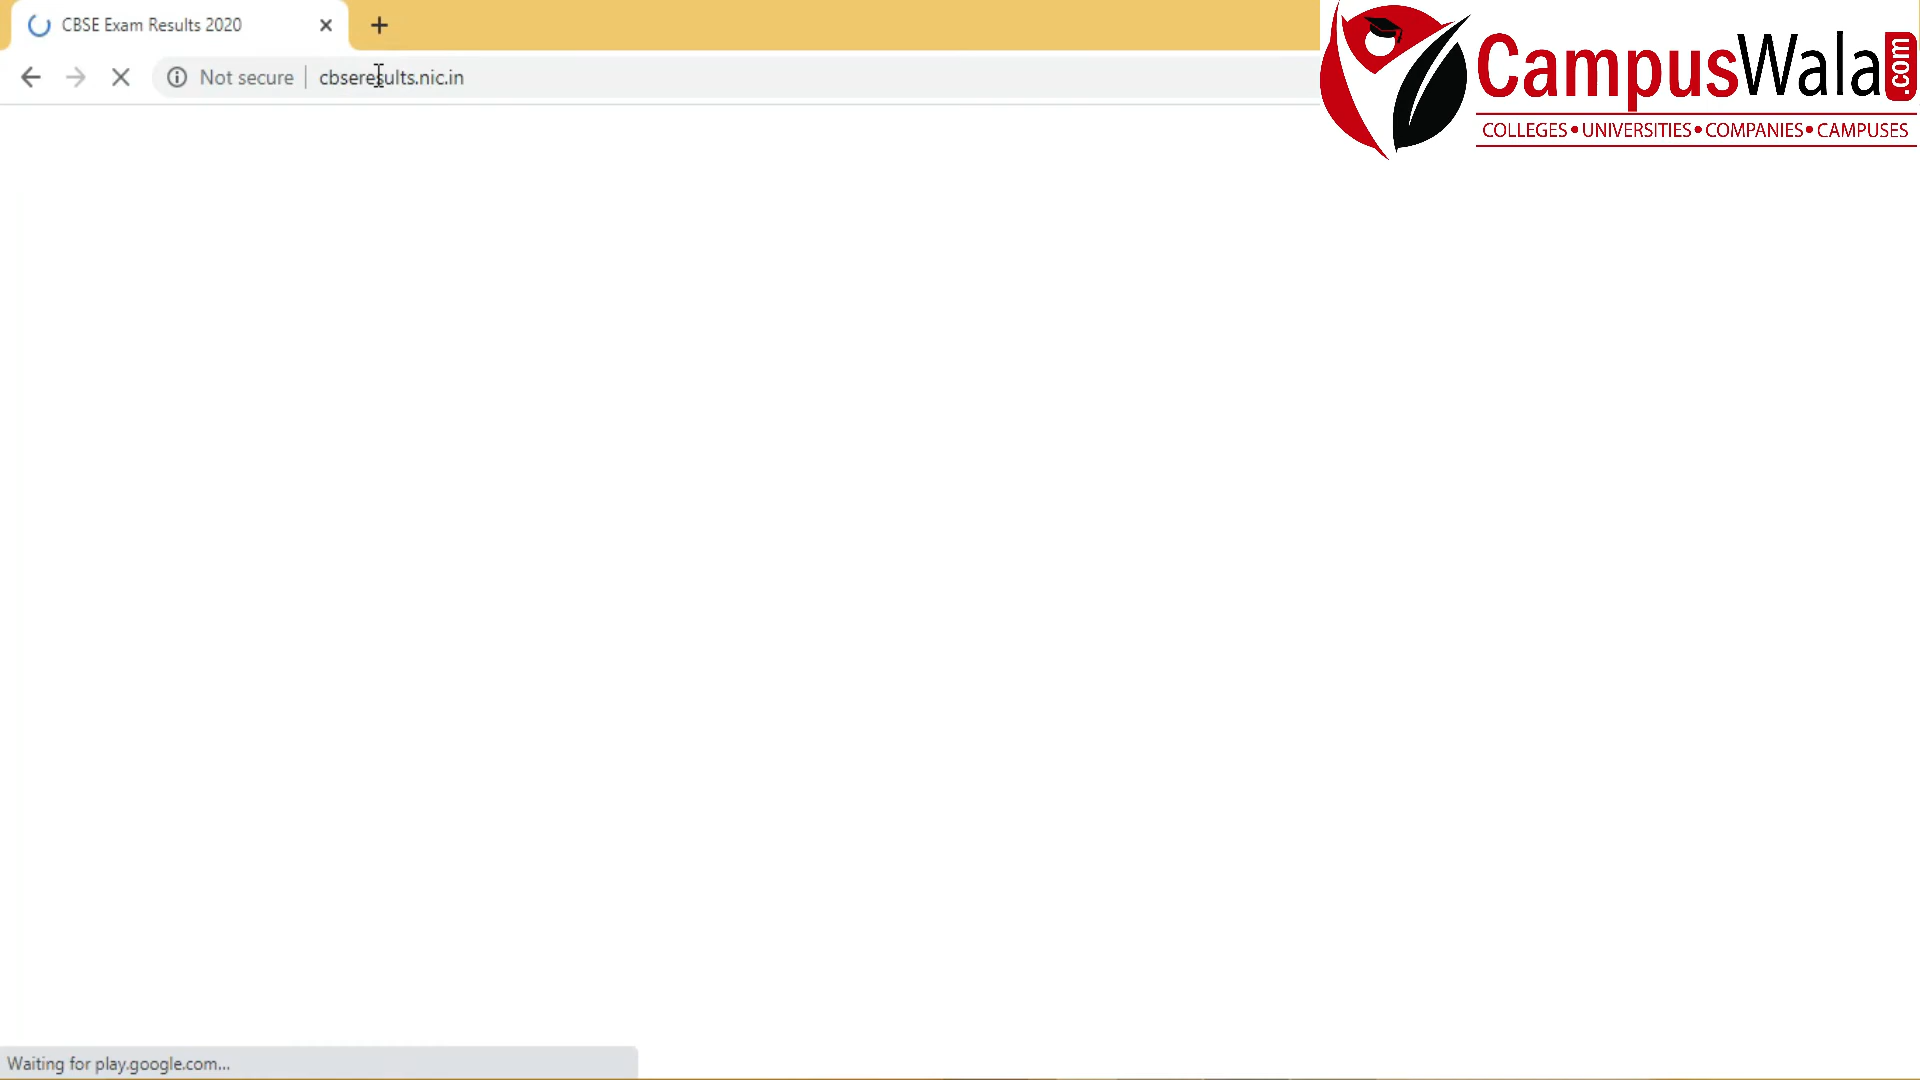 CBSE Exam Results 2020
Not secure
cbseresults.nic.in
CampusWala.com
COLLEGES•UNIVERSITIES•COMPANIES•CAMPUSES
Waiting for play.google.com...